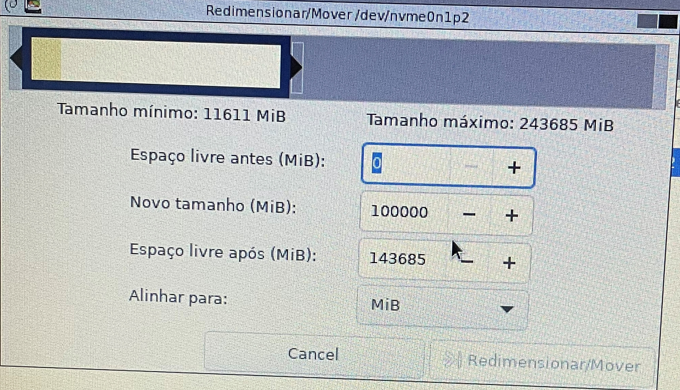 Redimensionar/Mover /dev/nvme0n1p2
Tamanho mínimo: 11611 MiB
Tamanho máximo: 243685 MiB
Espaço livre antes (MiB):
0
Novo tamanho (MiB):
100000
Espaço livre após (MiB):
143685
Alinhar para:
MiB
Cancel
Redimensionar/Mover